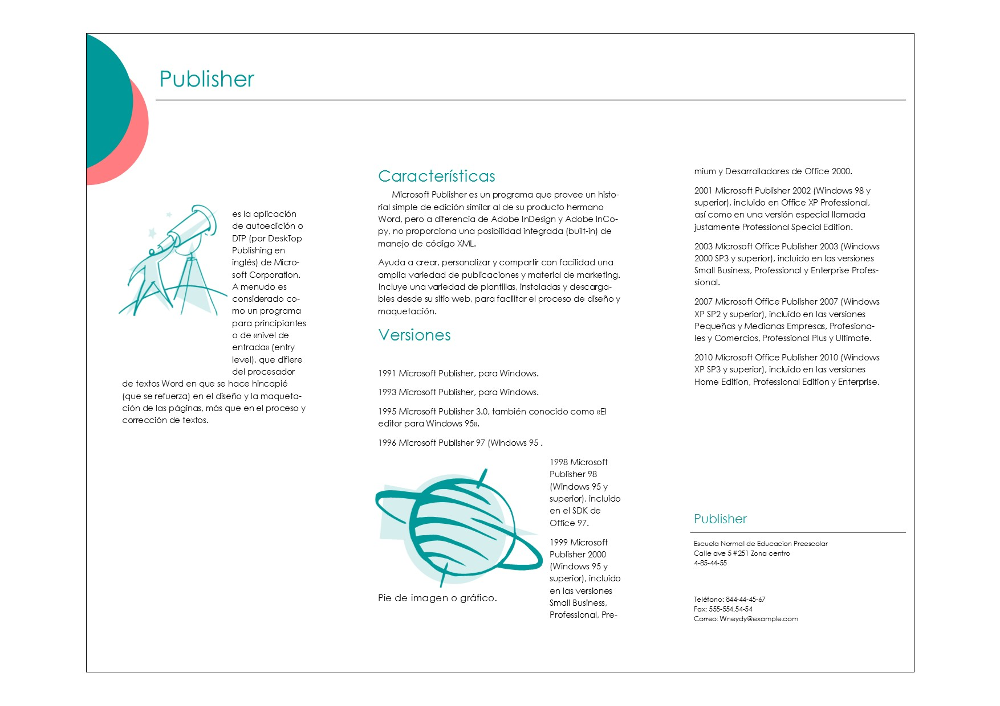 Publisher
es la aplicación
de autoedición o
DTP (por DeskTop
Publishing en
inglés) de Micro-
soft Corporation.
A menudo es
considerado co-
mo un programa
para principiantes
o de «nivel de
entrada» (entry
level), que difiere
del procesador
de textos Word en que se hace hincapié
(que se refuerza) en el diseño y la maqueta-
ción de las páginas, más que en el proceso y
corrección de textos.
Características
Microsoft Publisher es un programa que provee un histo-
rial simple de edición similar al de su producto hermano
Word, pero a diferencia de Adobe InDesign y Adobe InCo-
py, no proporciona una posibilidad integrada (built-in) de
manejo de código XML.
Ayuda a crear, personalizar y compartir con facilidad una
amplia variedad de publicaciones y material de marketing.
Incluye una variedad de plantillas, instaladas y descarga-
bles desde su sitio web, para facilitar el proceso de diseño y
maquetación.
Versiones
1991 Microsoft Publisher, para Windows.
1993 Microsoft Publisher, para Windows.
1995 Microsoft Publisher 3.0, también conocido como «El
editor para Windows 95».
1996 Microsoft Publisher 97 (Windows 95 .
1998 Microsoft
Publisher 98
(Windows 95 y
superior), incluido
en el SDK de
Office 97.
1999 Microsoft
Publisher 2000
(Windows 95 y
superior), incluido
en las versiones
Small Business,
Professional, Pre-
Pie de imagen o gráfico.
mium y Desarrolladores de Office 2000.
2001 Microsoft Publisher 2002 (Windows 98 y
superior), incluido en Office XP Professional,
así como en una versión especial llamada
justamente Professional Special Edition.
2003 Microsoft Office Publisher 2003 (Windows
2000 SP3 y superior), incluido en las versiones
Small Business, Professional y Enterprise Profes-
sional.
2007 Microsoft Office Publisher 2007 (Windows
XP SP2 y superior), incluido en las versiones
Pequeñas y Medianas Empresas, Profesiona-
les y Comercios, Professional Plus y Ultimate.
2010 Microsoft Office Publisher 2010 (Windows
XP SP3 y superior), incluido en las versiones
Home Edition, Professional Edition y Enterprise.
Publisher
Escuela Normal de Educacion Preescolar
Calle ave 5 #251 Zona centro
4-85-44-55
Teléfono: 844-44-45-67
Fax: 555-554.54-54
Correo: Wneydy@example.com